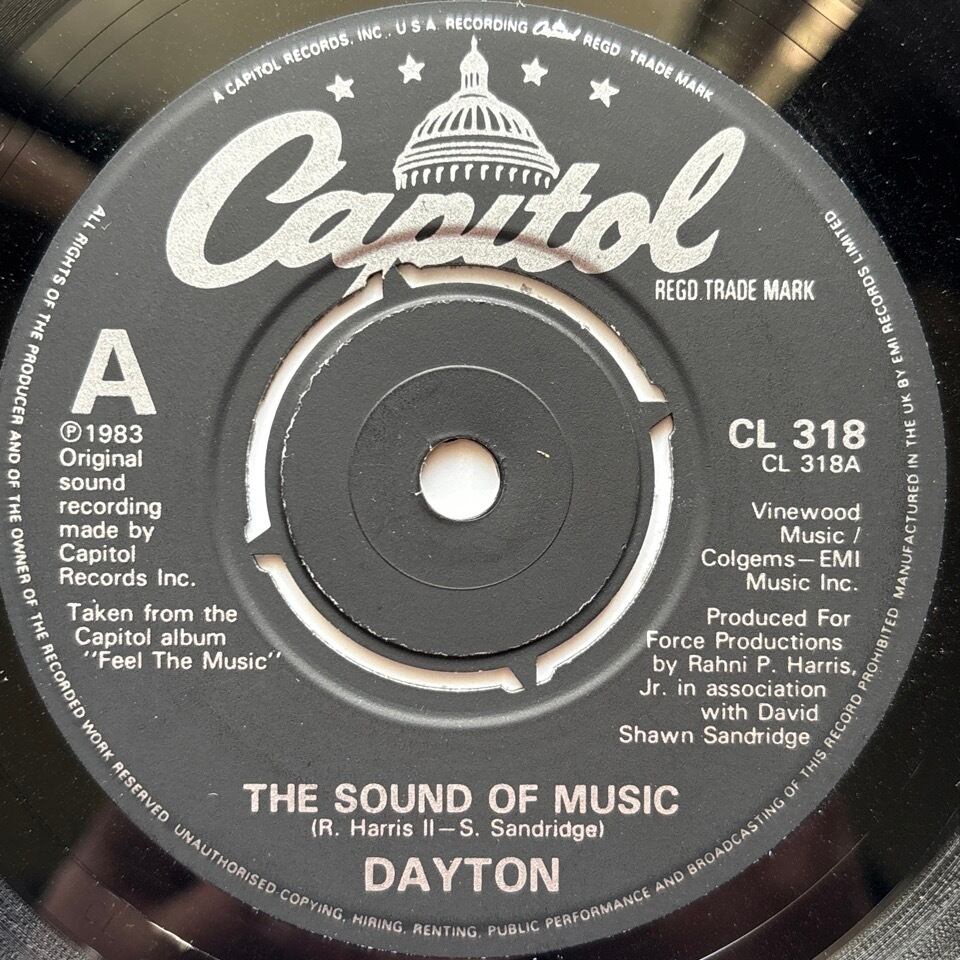 A CAPITOL RECORDS, INC., U S A. RECORDING Capitol REGD. TRADE MARK
Capitol
REGD. TRADE MARK
A
℗1983
Original
sound
recording
made by
Capitol
Records Inc.
Taken from the
Capitol album
"Feel The Music"
CL 318
CL 318A
Vinewood
Music /
Colgems—EMI
Music Inc.
Produced For
Force Productions
by Rahni P. Harris,
Jr. in association
with David
Shawn Sandridge
THE SOUND OF MUSIC
(R. Harris II—S. Sandridge)
DAYTON
ALL RIGHTS OF THE PRODUCER AND OF THE OWNER OF THE RECORDED WORK RESERVED. UNAUTHORISED COPYING, HIRING, RENTING, PUBLIC PERFORMANCE AND BROADCASTING OF THIS RECORD PROHIBITED. MANUFACTURED IN THE UK BY EMI RECORDS LIMITED